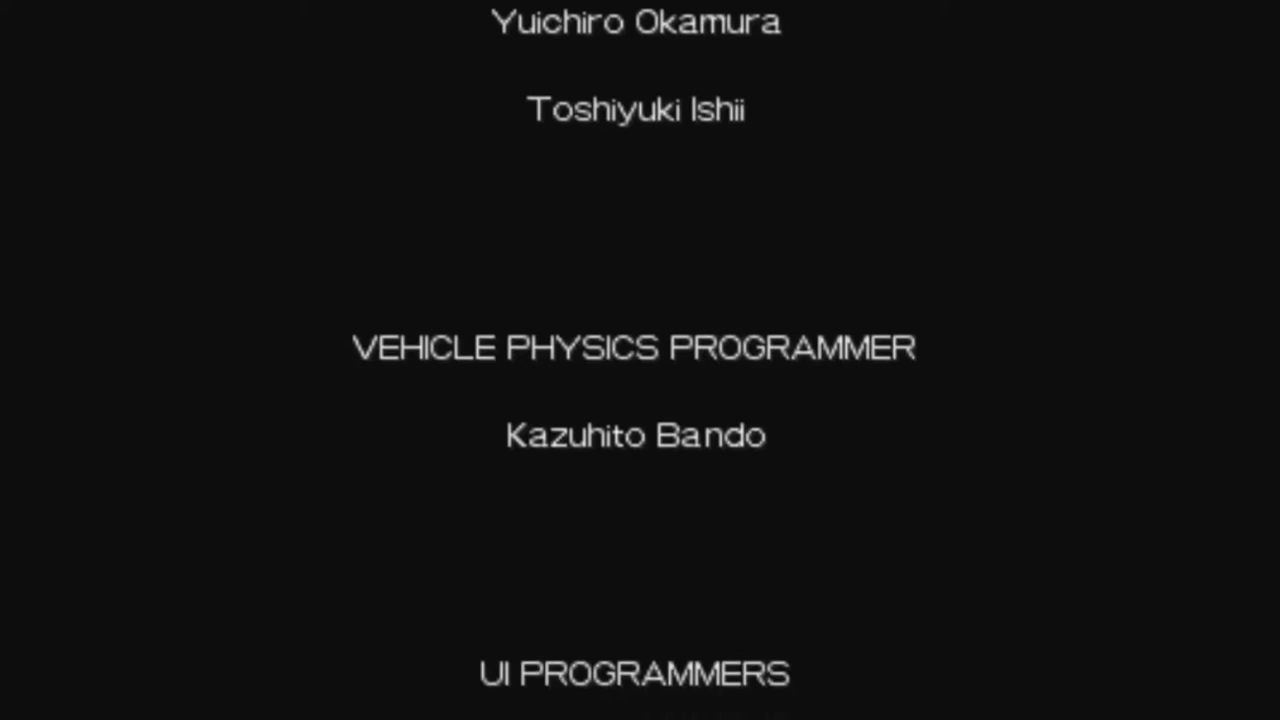 Yuichiro Okamura
Toshiyuki Ishii
VEHICLE PHYSICS PROGRAMMER
Kazuhito Bando
UI PROGRAMMERS